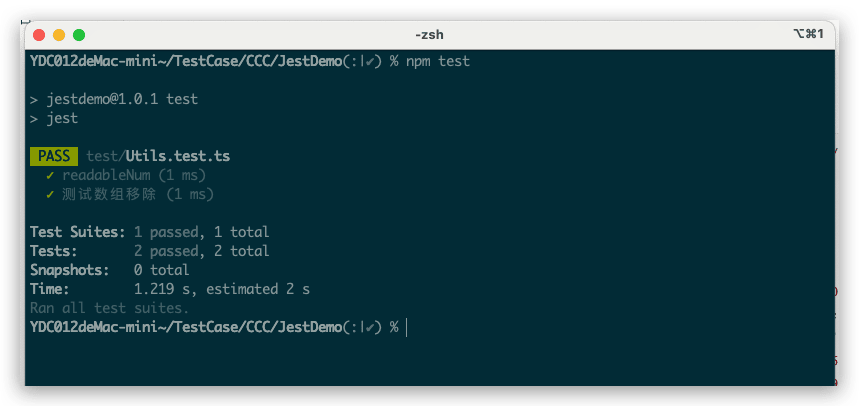 -zsh
⌥⌘1
YDC012deMac-mini~/TestCase/CCC/JestDemo(:|✔) % npm test
> jestdemo@1.0.1 test
> jest
PASS test/Utils.test.ts
✓ readableNum (1 ms)
✓ 测试数组移除 (1 ms)
Test Suites: 1 passed, 1 total
Tests: 2 passed, 2 total
Snapshots: 0 total
Time: 1.219 s, estimated 2 s
Ran all test suites.
YDC012deMac-mini~/TestCase/CCC/JestDemo(:|✔) %